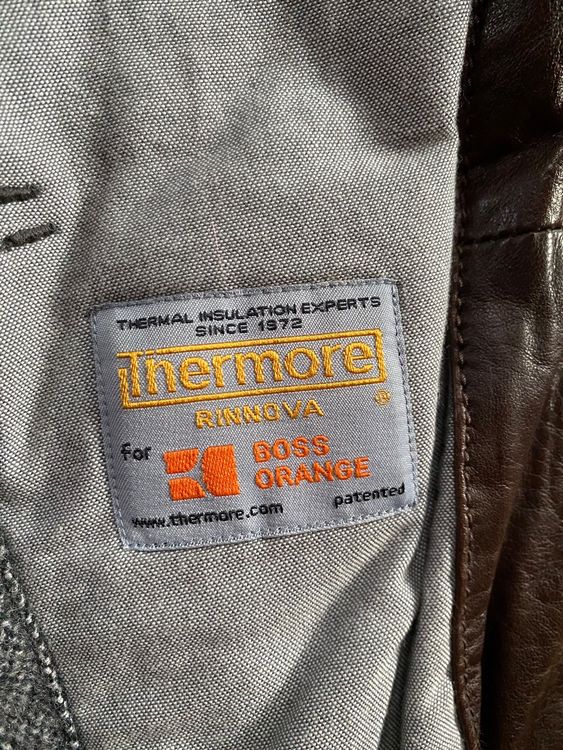 THERMAL INSULATION EXPERTS
SINCE 1972
Thermore
RINNOVA ®
for BOSS
ORANGE
www.thermore.com patented